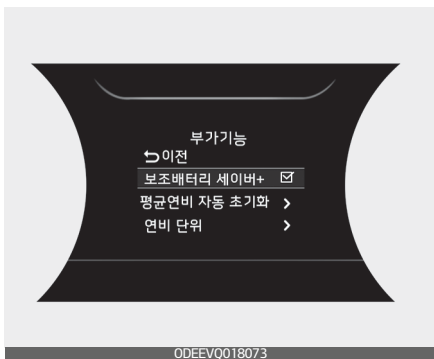 부가기능
이전
보조배터리 세이버+
평균연비 자동 초기화
연비 단위
ODEEVQ018073